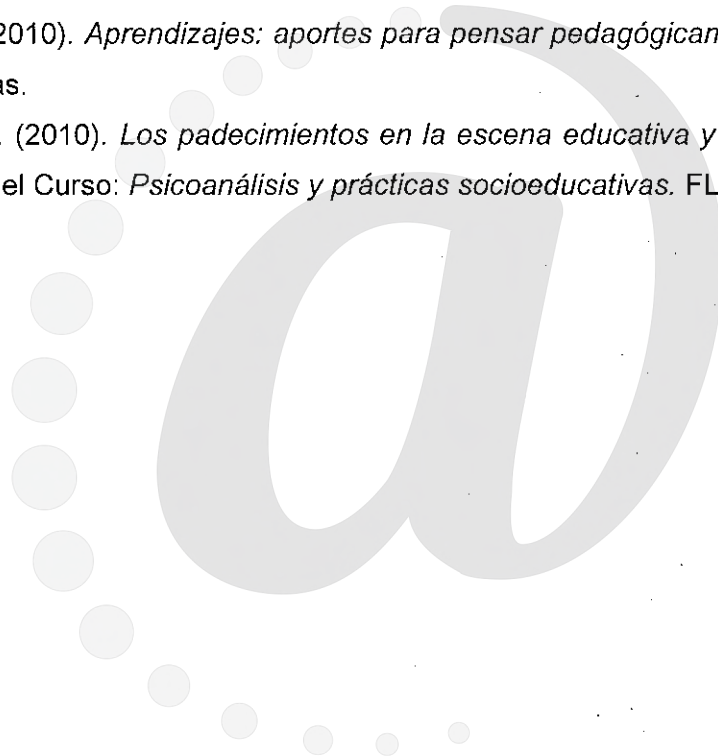 2010). Aprendizajes: aportes para pensar pedagógican
as.
. (2010). Los padecimientos en la escena educativa y
el Curso: Psicoanálisis y prácticas socioeducativas. FL